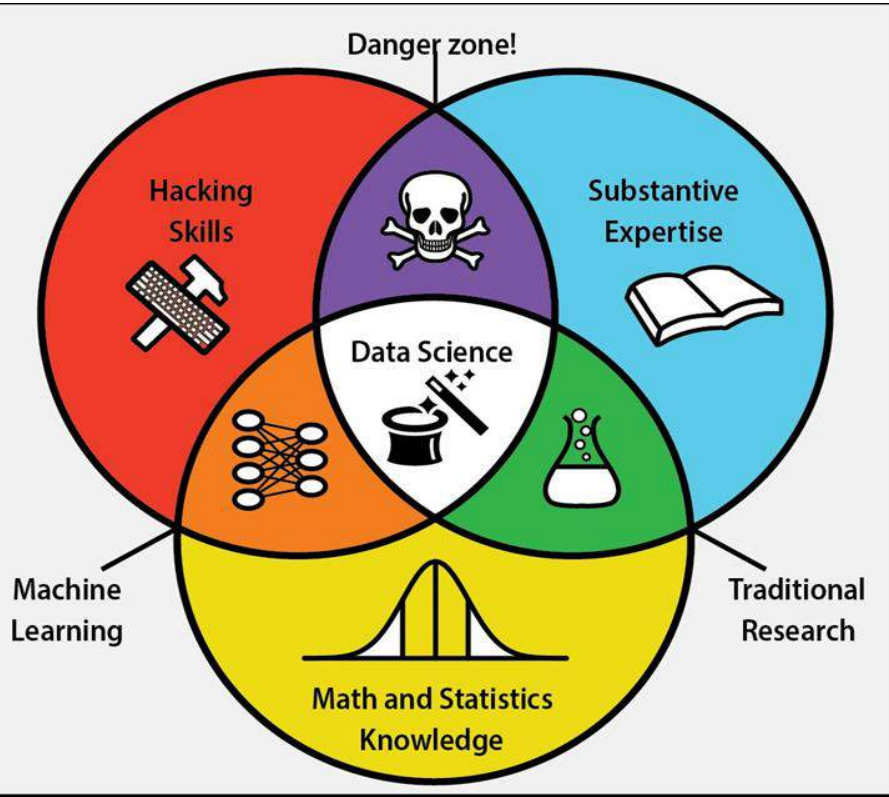 Danger zone!
Hacking
Skills
Substantive
Expertise
Data Science
Machine
Learning
Traditional
Research
Math and Statistics
Knowledge